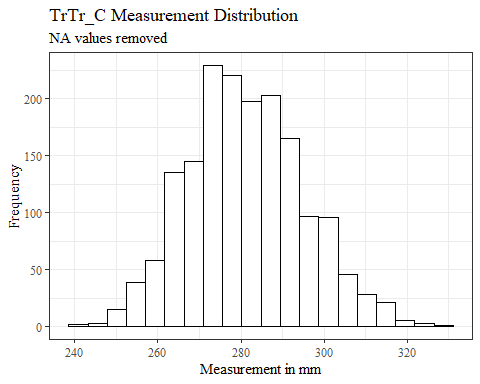 TrTr_C Measurement Distribution
NA values removed
200
150
100
50
0
Frequency
240 260 280 300 320
Measurement in mm